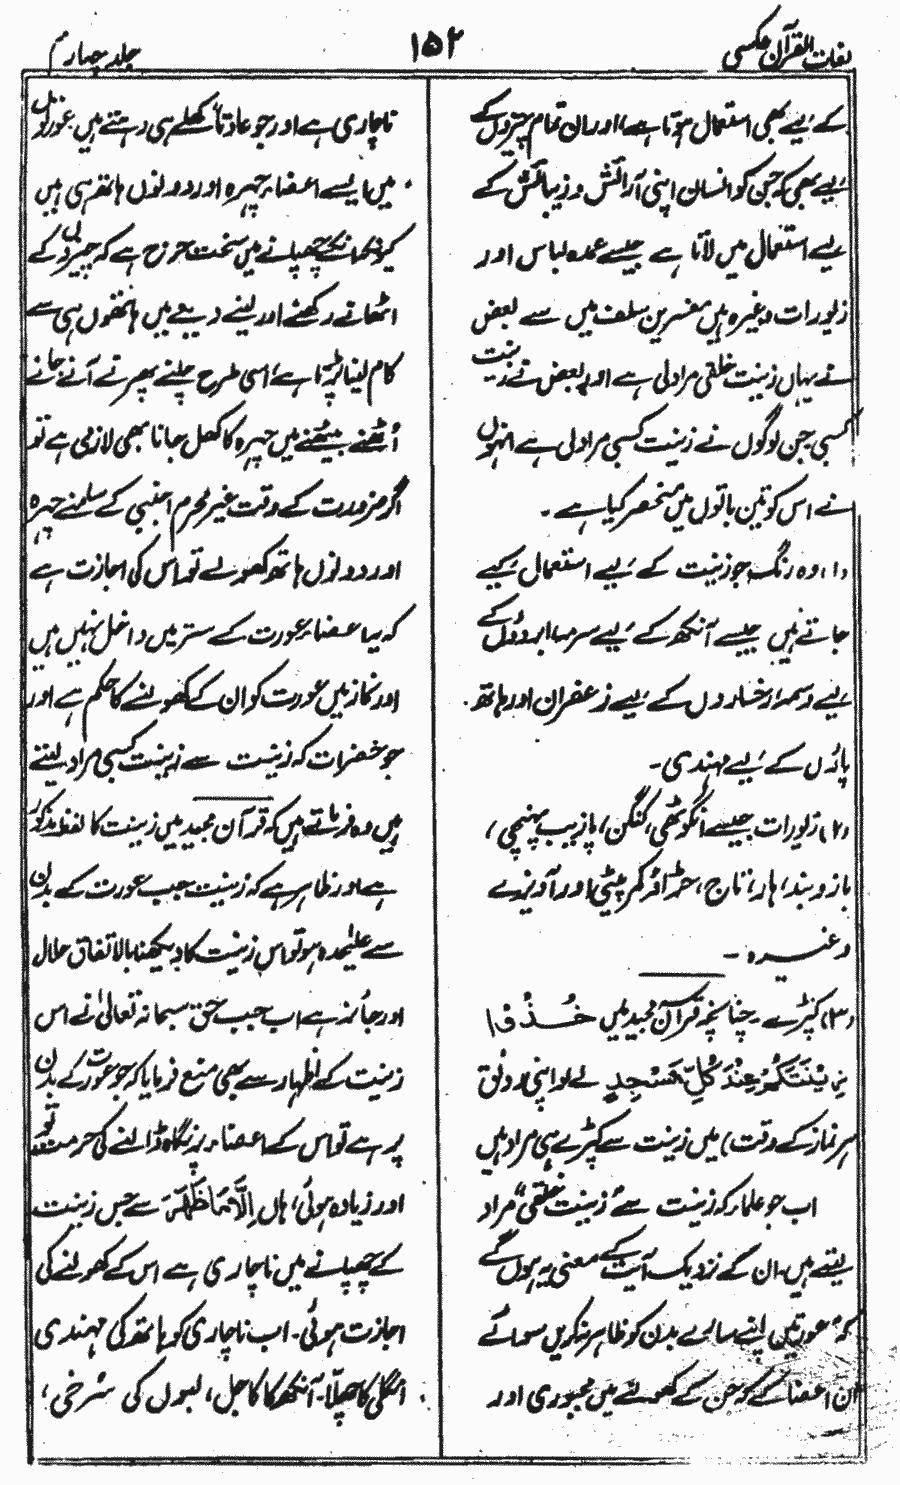 لغات القرآن عکسی
۱۵۲
جلد چہارم
کے لیے بھی استعمال ہوتا ہے، اور ان تمام چیزوں کے
لیے بھی کہ جن کو انسان اپنی آرائش و زیبائش کے
لیے استعمال میں لاتا ہے جیسے عمدہ لباس اور
زیورات وغیرہ ہیں مفسرین سلف میں سے بعض
نے یہاں زینت خلقی مراد لی ہے اور بعض نے زینت
کسبی جن لوگوں نے زینت کسبی مراد لی ہے انہوں
نے اس کو تین باتوں میں منحصر کیا ہے ۔
(۱) وہ رنگ جو زینت کے لیے استعمال کیے
جاتے ہیں جیسے آنکھ کے لیے سرمہ، ابروؤں کے
لیے وسمہ، رخساروں کے لیے زعفران اور ہاتھ
پاؤں کے لیے مہندی ۔
(۲) زیورات جیسے انگوٹھی، کنگن، پازیب پہنچی،
بازوبند، ہار، تاج، جڑاؤ کمر پٹی، اور آویزے
وغیرہ ۔
(۳) کپڑے ۔ چنانچہ قرآن مجید میں خُذُوْا
زِیْنَتَکُمْ عِنْدَ کُلِّ مَسْجِدٍ لے لو اپنی رونق
ہر نماز کے وقت) میں زینت سے کپڑے ہی مراد ہیں
اب جو علماء کہ زینت سے "زینت خلقی" مراد
لیتے ہیں ان کے نزدیک آیت کے معنی یہ ہوں گے
کہ "عورتیں اپنے سارے بدن کو ظاہر نہ کریں سوائے
ان اعضا کے کہ جن کے کھولنے میں مجبوری اور
ناچاری ہے اور جو عادتاً کھلے ہی رہتے ہیں عورتوں
میں ایسے اعضاء چہرہ اور دونوں ہاتھ ہی ہیں
کیونکہ انکے چھپانے میں سخت حرج ہے کہ چیز کے
اٹھانے رکھنے اور لینے دینے میں ہاتھوں ہی سے
کام لینا پڑتا ہے، اسی طرح چلنے پھرنے آنے جانے
اُٹھنے بیٹھنے میں چہرہ کا کھل جانا بھی لازمی ہے تو
اگر ضرورت کے وقت غیر محرم اجنبی کے سامنے چہرہ
اور دونوں ہاتھ کھولے تو اس کی اجازت ہے
کہ یہ اعضاء عورت کے ستر میں داخل نہیں ہیں
اور نماز میں عورت کو ان کے کھولنے کا حکم ہے اور
جو حضرات کہ زینت سے زینت کسبی مراد لیتے
ہیں وہ فرماتے ہیں کہ قرآن مجید میں زینت کا لفظ مذکور
ہے اور ظاہر ہے کہ زینت جب عورت کے بدن
سے علیحدہ ہو تو اس زینت کا دیکھنا بالاتفاق حلال
اور جائز ہے اب جب حق سبحانہ تعالیٰ نے اس
زینت کے اظہار سے بھی منع فرمایا کہ جو عورت کے بدن
پر ہے تو اس کے اعضاء پر نگاہ ڈالنے کی حرمت تو
اور زیادہ ہوئی، ہاں اِلَّا مَا ظَھَرَ سے جس زینت
کے چھپانے میں ناچاری ہے اس کے کھولنے کی
اجازت ہوئی ۔ اب ناچاری کو ہاتھ کی مہندی
انگلی کا چھلّا ۔ آنکھ کا کاجل، لبوں کی سُرخی،